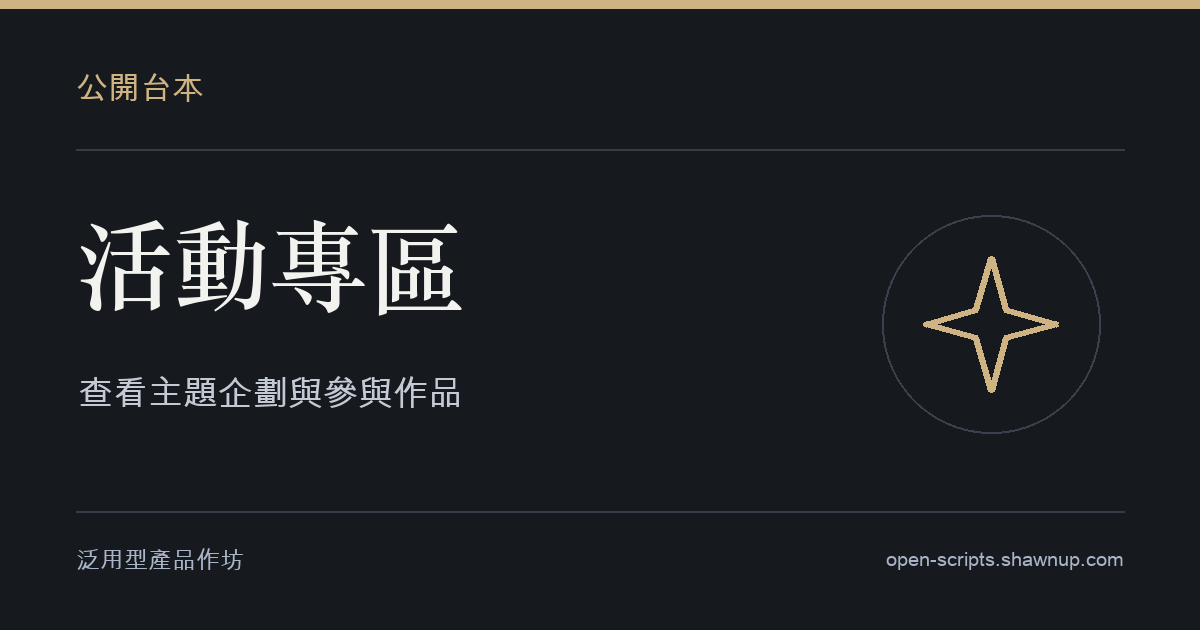 公開台本
活動專區
查看主題企劃與參與作品
泛用型產品作坊
open-scripts.shawnup.com